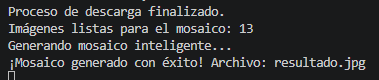 Proceso de descarga finalizado.
Imágenes listas para el mosaico: 13
Generando mosaico inteligente...
¡Mosaico generado con éxito! Archivo: resultado.jpg